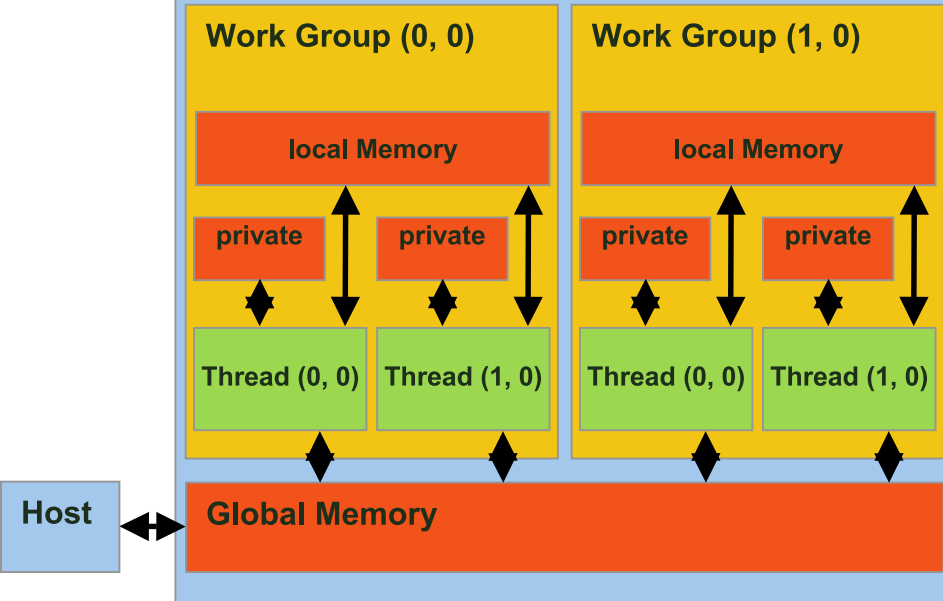 Work Group (0, 0)
Work Group (1, 0)
local Memory
local Memory
private
private
private
private
Thread (0, 0)
Thread (1, 0)
Thread (0, 0)
Thread (1, 0)
Host
Global Memory